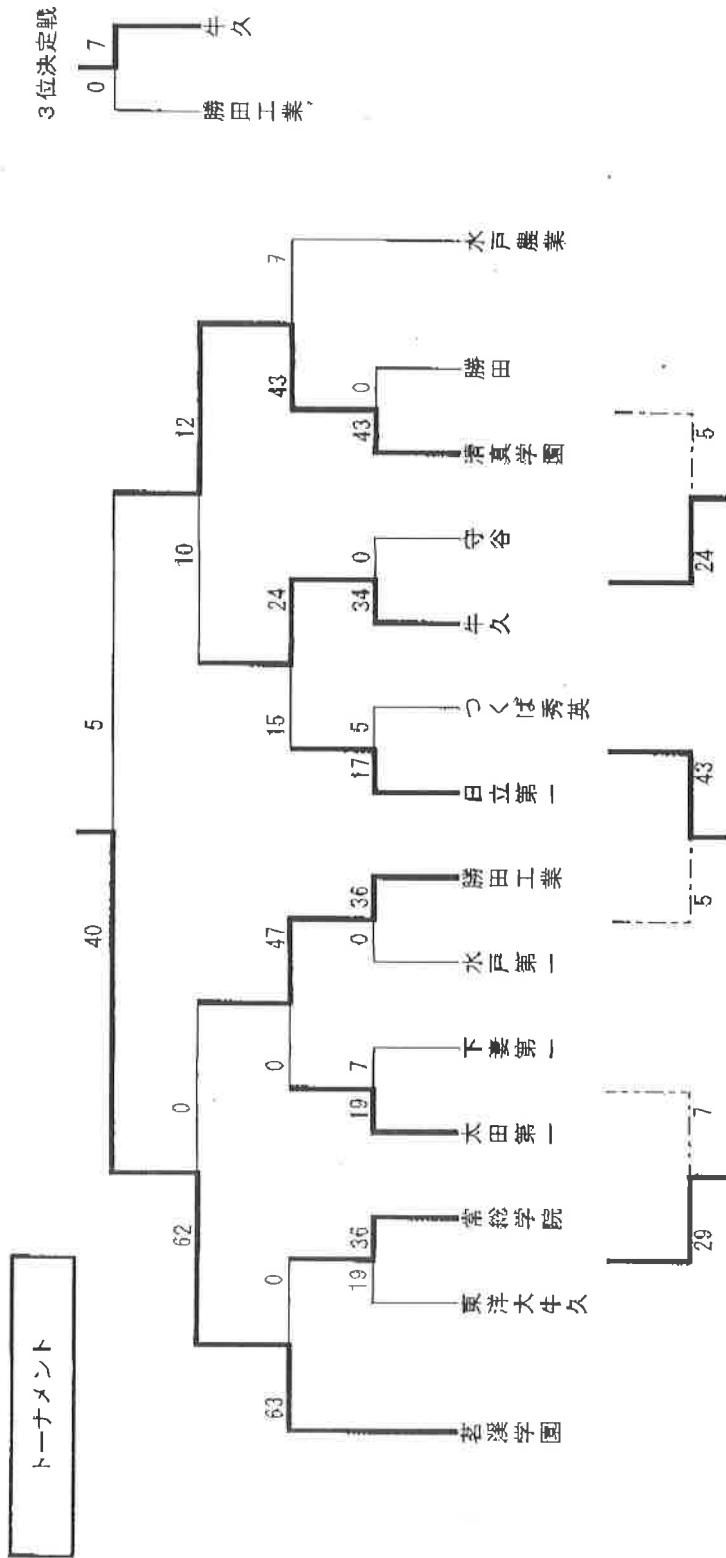 トーナメント
3位決定戦
0 7
勝田工業
牛久
40 5
62 0
10 12
63 0
0 47
15 24
43 7
19 36
19 7
0 36
17 5
34 0
43 0
茗溪学園
東洋大牛久
常総学院
太田第一
下妻第一
水戸第一
勝田工業
日立第一
つくば秀英
牛久
守谷
清真学園
勝田
水戸農業
29 7
5 43
24 5